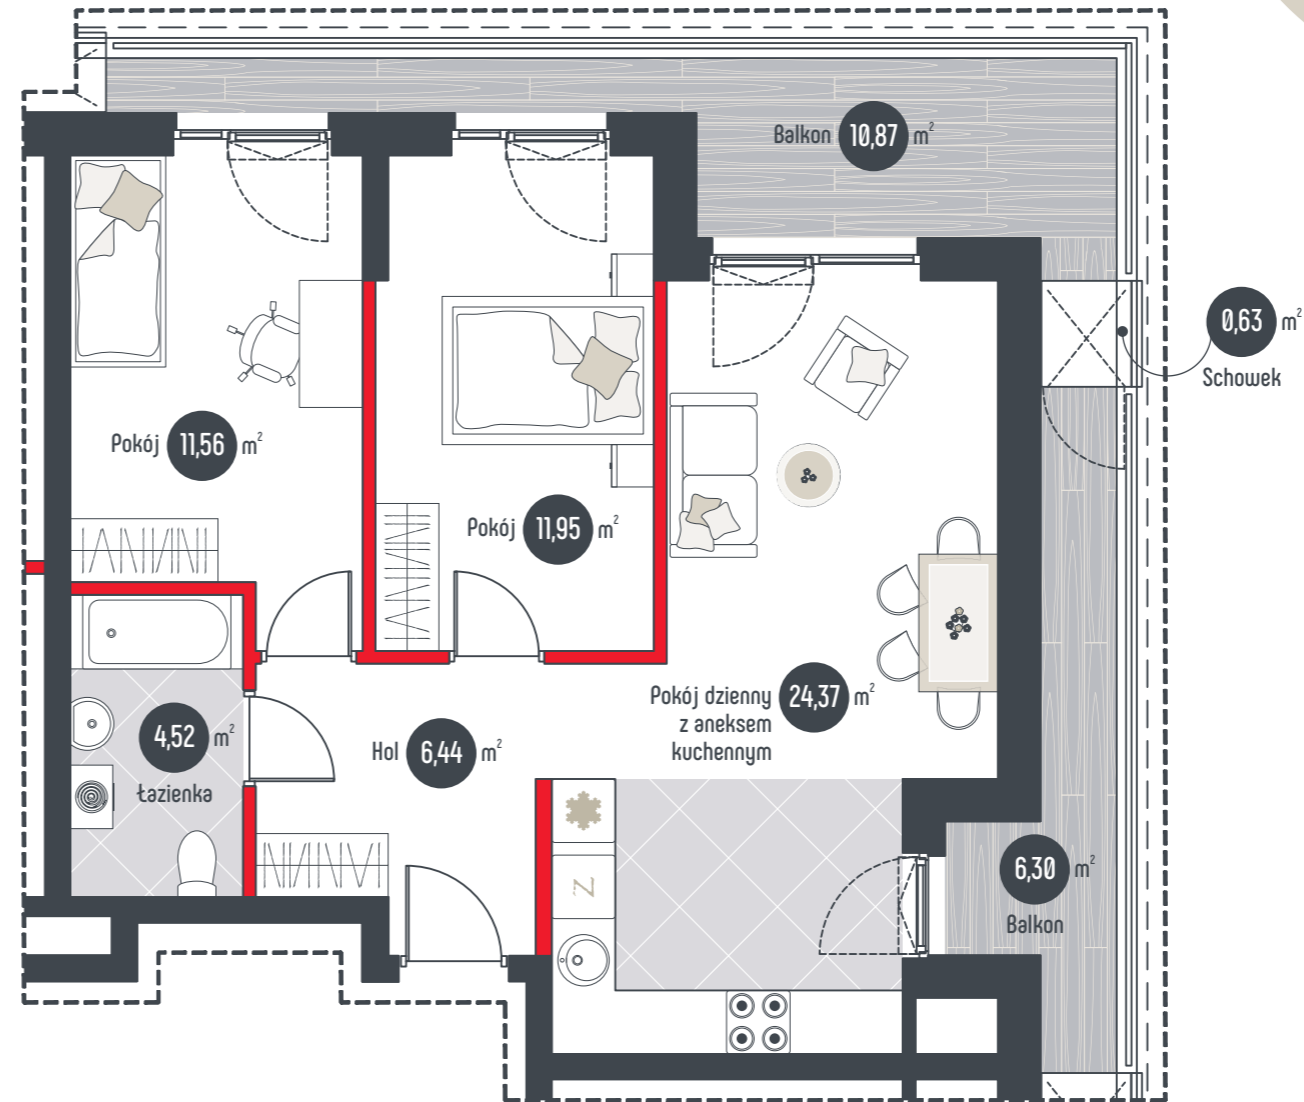 Balkon 10,87 m²
0,63 m²
Schowek
Pokój 11,56 m²
Pokój 11,95 m²
Pokój dzienny 24,37 m²
z aneksem
kuchennym
4,52 m²
Łazienka
Hol 6,44 m²
Z
6,30 m²
Balkon